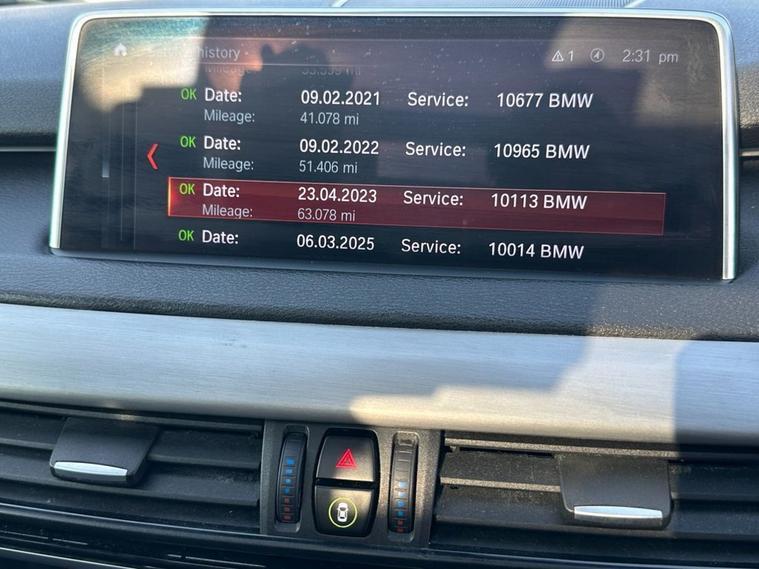 history
⚠1 2:31 pm
Mileage:
OK Date: 09.02.2021 Service: 10677 BMW
Mileage: 41.078 mi
OK Date: 09.02.2022 Service: 10965 BMW
Mileage: 51.406 mi
OK Date: 23.04.2023 Service: 10113 BMW
Mileage: 63.078 mi
OK Date: 06.03.2025 Service: 10014 BMW